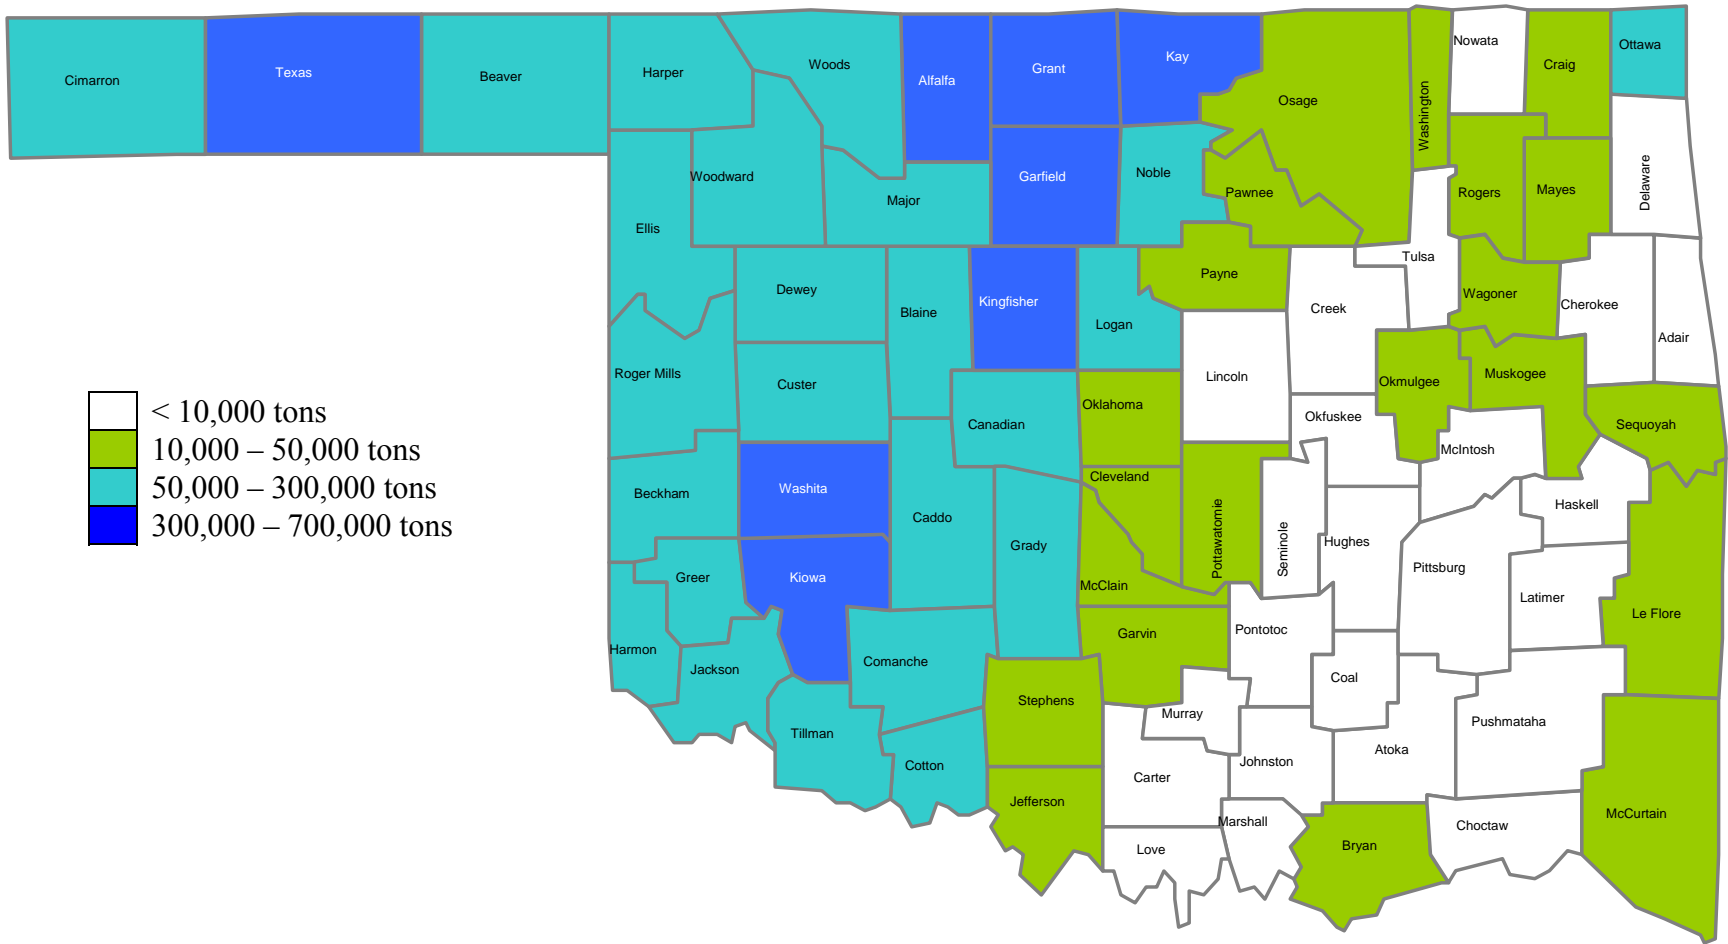 Cimarron
Texas
Beaver
Harper
Woods
Alfalfa
Grant
Kay
Osage
Washington
Nowata
Craig
Ottawa
Woodward
Ellis
Major
Garfield
Noble
Pawnee
Rogers
Mayes
Delaware
Dewey
Blaine
Kingfisher
Logan
Payne
Creek
Tulsa
Wagoner
Cherokee
Adair
Roger Mills
Custer
Canadian
Oklahoma
Lincoln
Okfuskee
Okmulgee
Muskogee
McIntosh
Sequoyah
< 10,000 tons
10,000 – 50,000 tons
50,000 – 300,000 tons
300,000 – 700,000 tons
Beckham
Washita
Caddo
Grady
Cleveland
Pottawatomie
Seminole
Hughes
Pittsburg
Haskell
Latimer
Le Flore
Greer
Kiowa
McClain
Garvin
Pontotoc
Harmon
Jackson
Comanche
Stephens
Murray
Coal
Atoka
Pushmataha
Tillman
Cotton
Jefferson
Carter
Johnston
Love
Marshall
Bryan
Choctaw
McCurtain